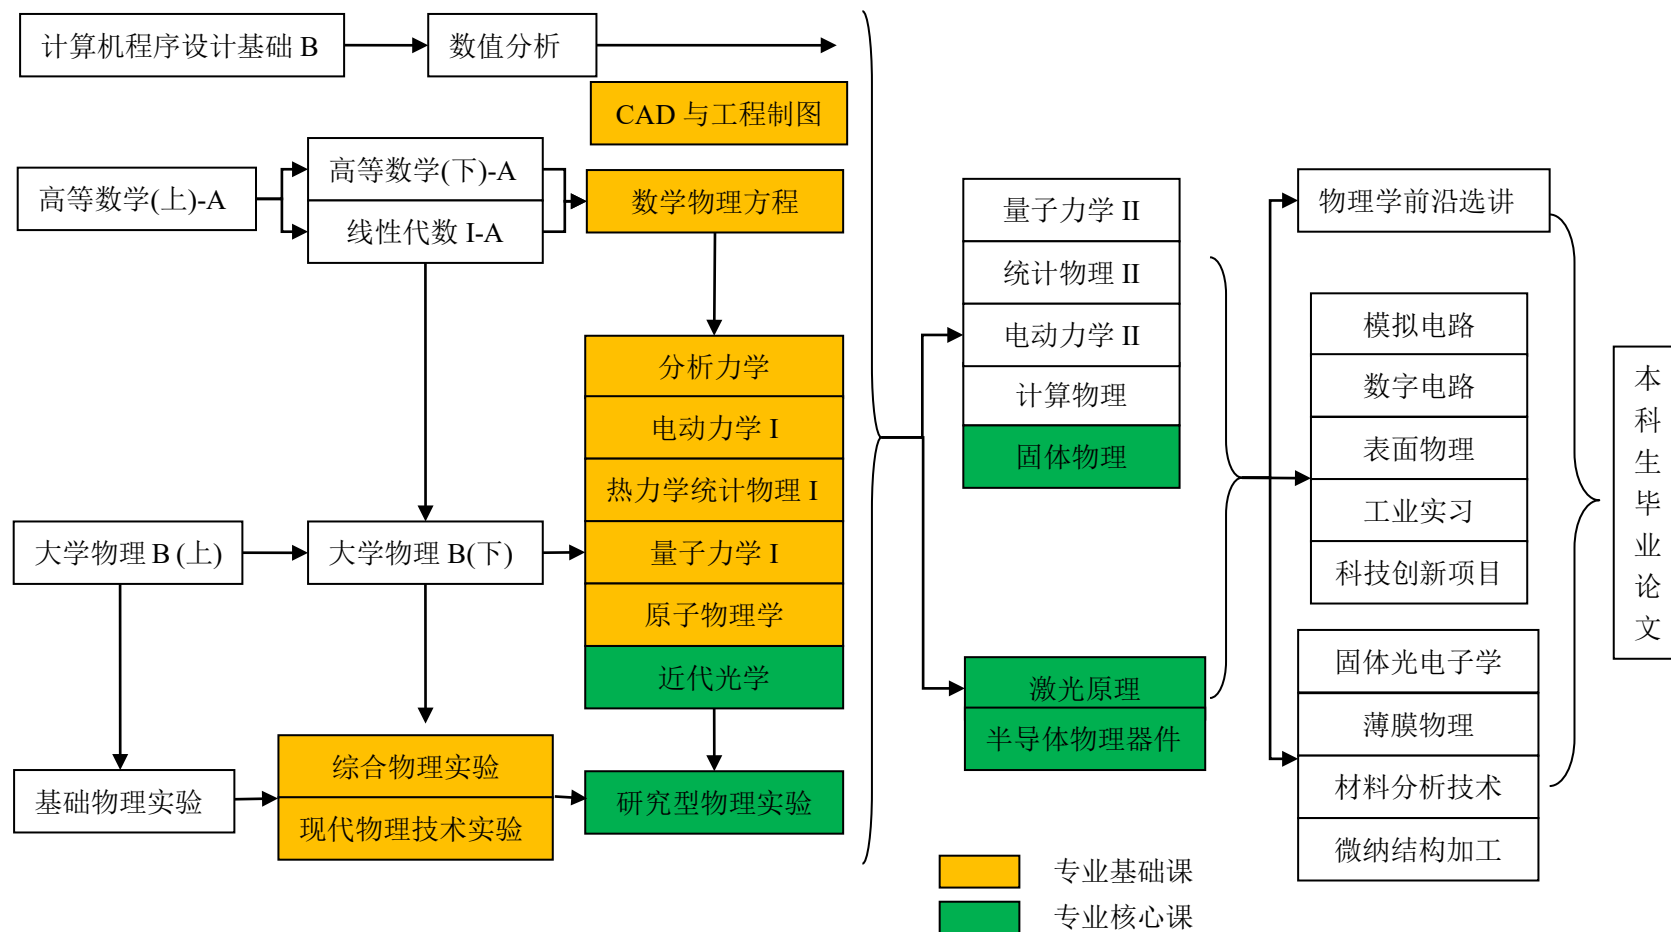 计算机程序设计基础 B
数值分析
CAD 与工程制图
高等数学(上)-A
高等数学(下)-A
线性代数 I-A
数学物理方程
分析力学
电动力学 I
热力学统计物理 I
量子力学 I
原子物理学
近代光学
大学物理 B (上)
大学物理 B(下)
基础物理实验
综合物理实验
现代物理技术实验
研究型物理实验
量子力学 II
统计物理 II
电动力学 II
计算物理
固体物理
激光原理
半导体物理器件
物理学前沿选讲
模拟电路
数字电路
表面物理
工业实习
科技创新项目
固体光电子学
薄膜物理
材料分析技术
微纳结构加工
本
科
生
毕
业
论
文
专业基础课
专业核心课